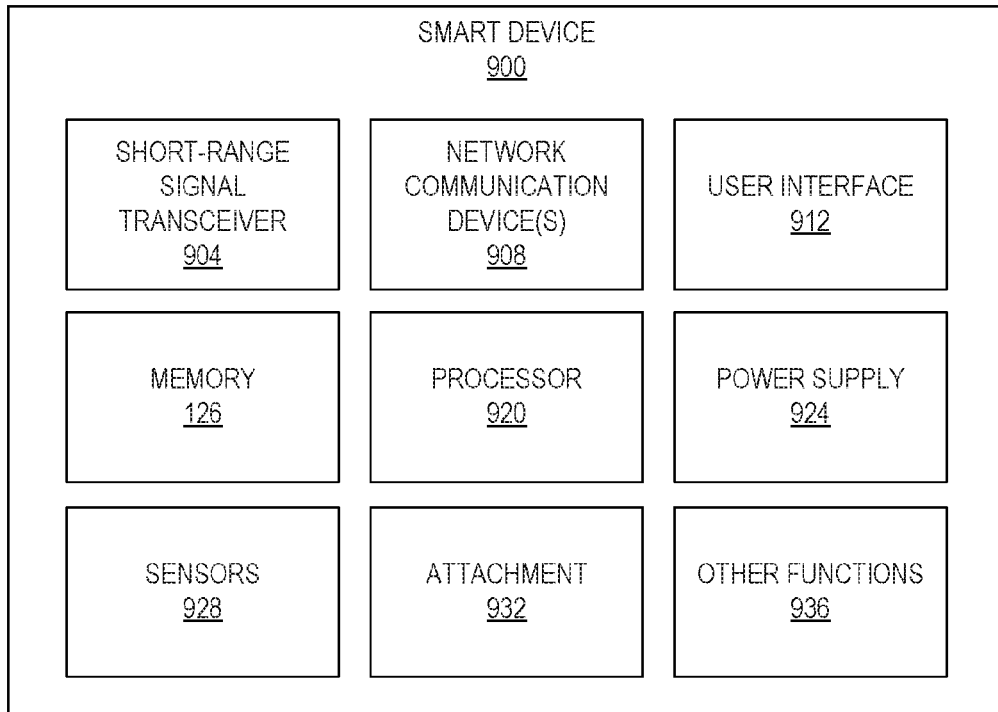 SMART DEVICE
900
SHORT-RANGE
SIGNAL
TRANSCEIVER
904
NETWORK
COMMUNICATION
DEVICE(S)
908
USER INTERFACE
912
MEMORY
126
PROCESSOR
920
POWER SUPPLY
924
SENSORS
928
ATTACHMENT
932
OTHER FUNCTIONS
936